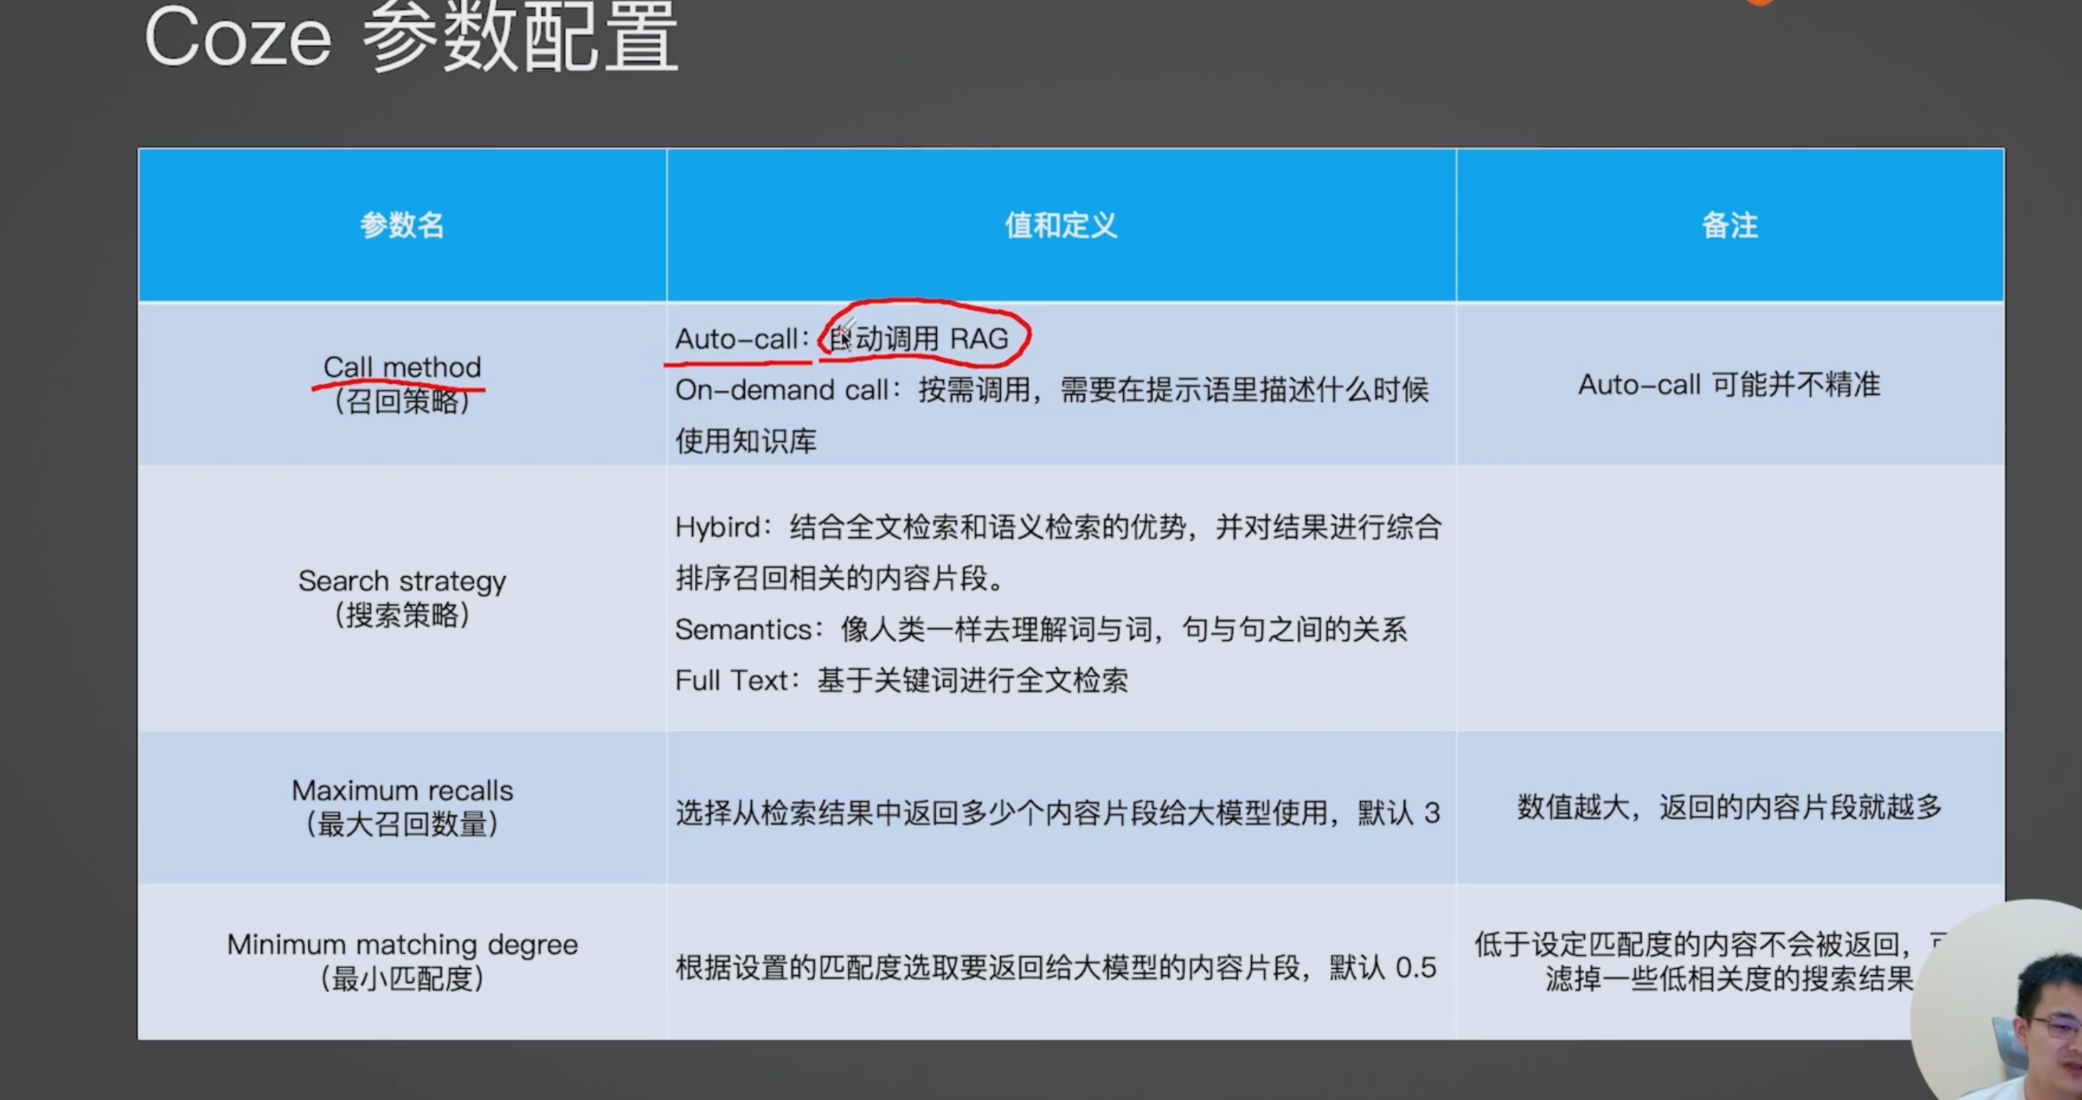 Coze 参数配置
参数名
值和定义
备注
Call method
（召回策略）
Auto-call：自动调用 RAG
On-demand call：按需调用，需要在提示语里描述什么时候
使用知识库
Auto-call 可能并不精准
Search strategy
（搜索策略）
Hybird：结合全文检索和语义检索的优势，并对结果进行综合
排序召回相关的内容片段。
Semantics：像人类一样去理解词与词，句与句之间的关系
Full Text：基于关键词进行全文检索
Maximum recalls
（最大召回数量）
选择从检索结果中返回多少个内容片段给大模型使用，默认 3
数值越大，返回的内容片段就越多
Minimum matching degree
（最小匹配度）
根据设置的匹配度选取要返回给大模型的内容片段，默认 0.5
低于设定匹配度的内容不会被返回，
滤掉一些低相关度的搜索结果